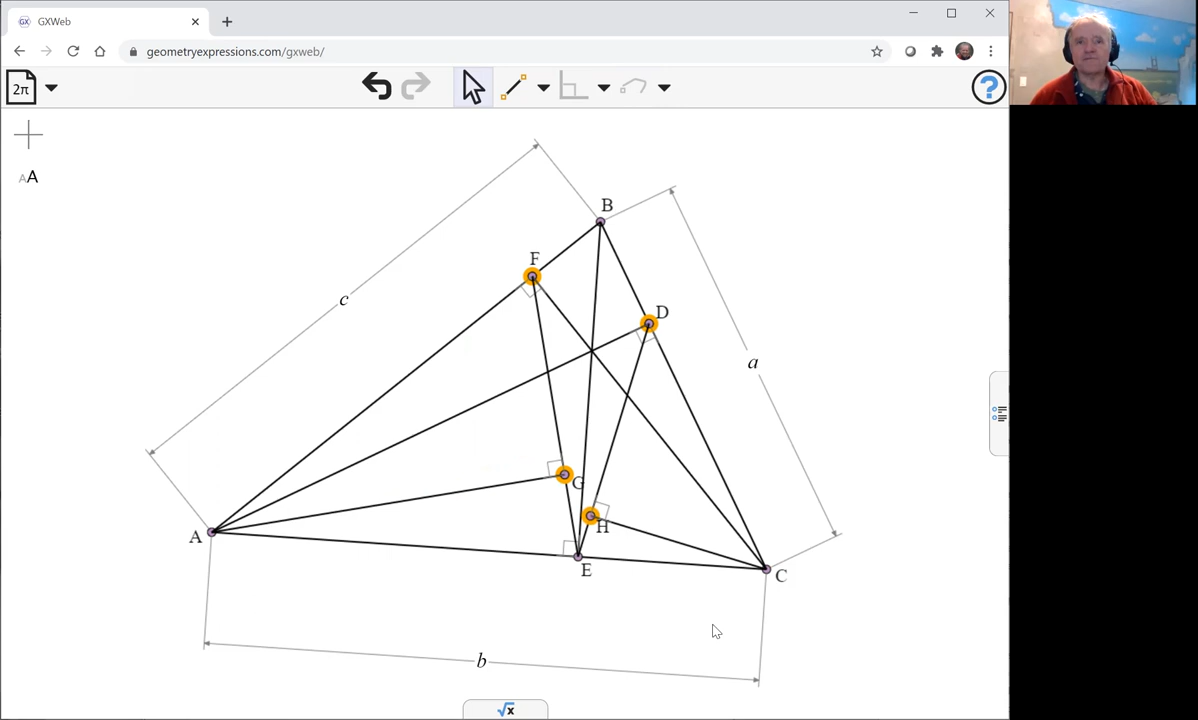 GXWeb
geometryexpressions.com/gxweb/
2π
?
AA
B
F
c
D
a
G
H
A
E
C
b
√x